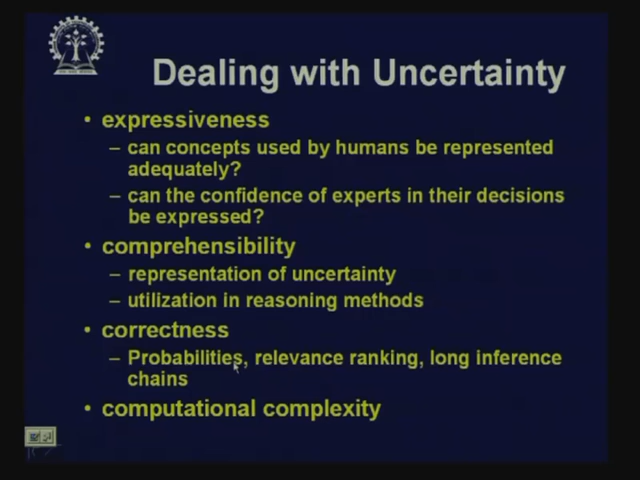 Dealing with Uncertainty
• expressiveness
– can concepts used by humans be represented
adequately?
– can the confidence of experts in their decisions
be expressed?
• comprehensibility
– representation of uncertainty
– utilization in reasoning methods
• correctness
– Probabilities, relevance ranking, long inference
chains
• computational complexity